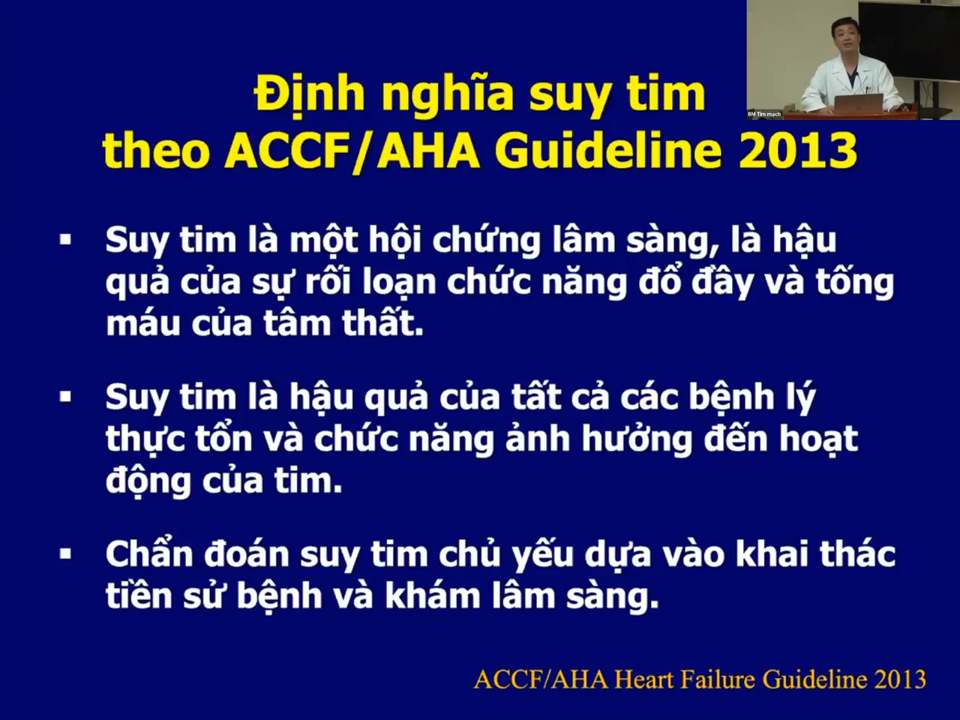 Định nghĩa suy tim
theo ACCF/AHA Guideline 2013
BM Tim mạch
▪ Suy tim là một hội chứng lâm sàng, là hậu
quả của sự rối loạn chức năng đổ đầy và tống
máu của tâm thất.
▪ Suy tim là hậu quả của tất cả các bệnh lý
thực tổn và chức năng ảnh hưởng đến hoạt
động của tim.
▪ Chẩn đoán suy tim chủ yếu dựa vào khai thác
tiền sử bệnh và khám lâm sàng.
ACCF/AHA Heart Failure Guideline 2013